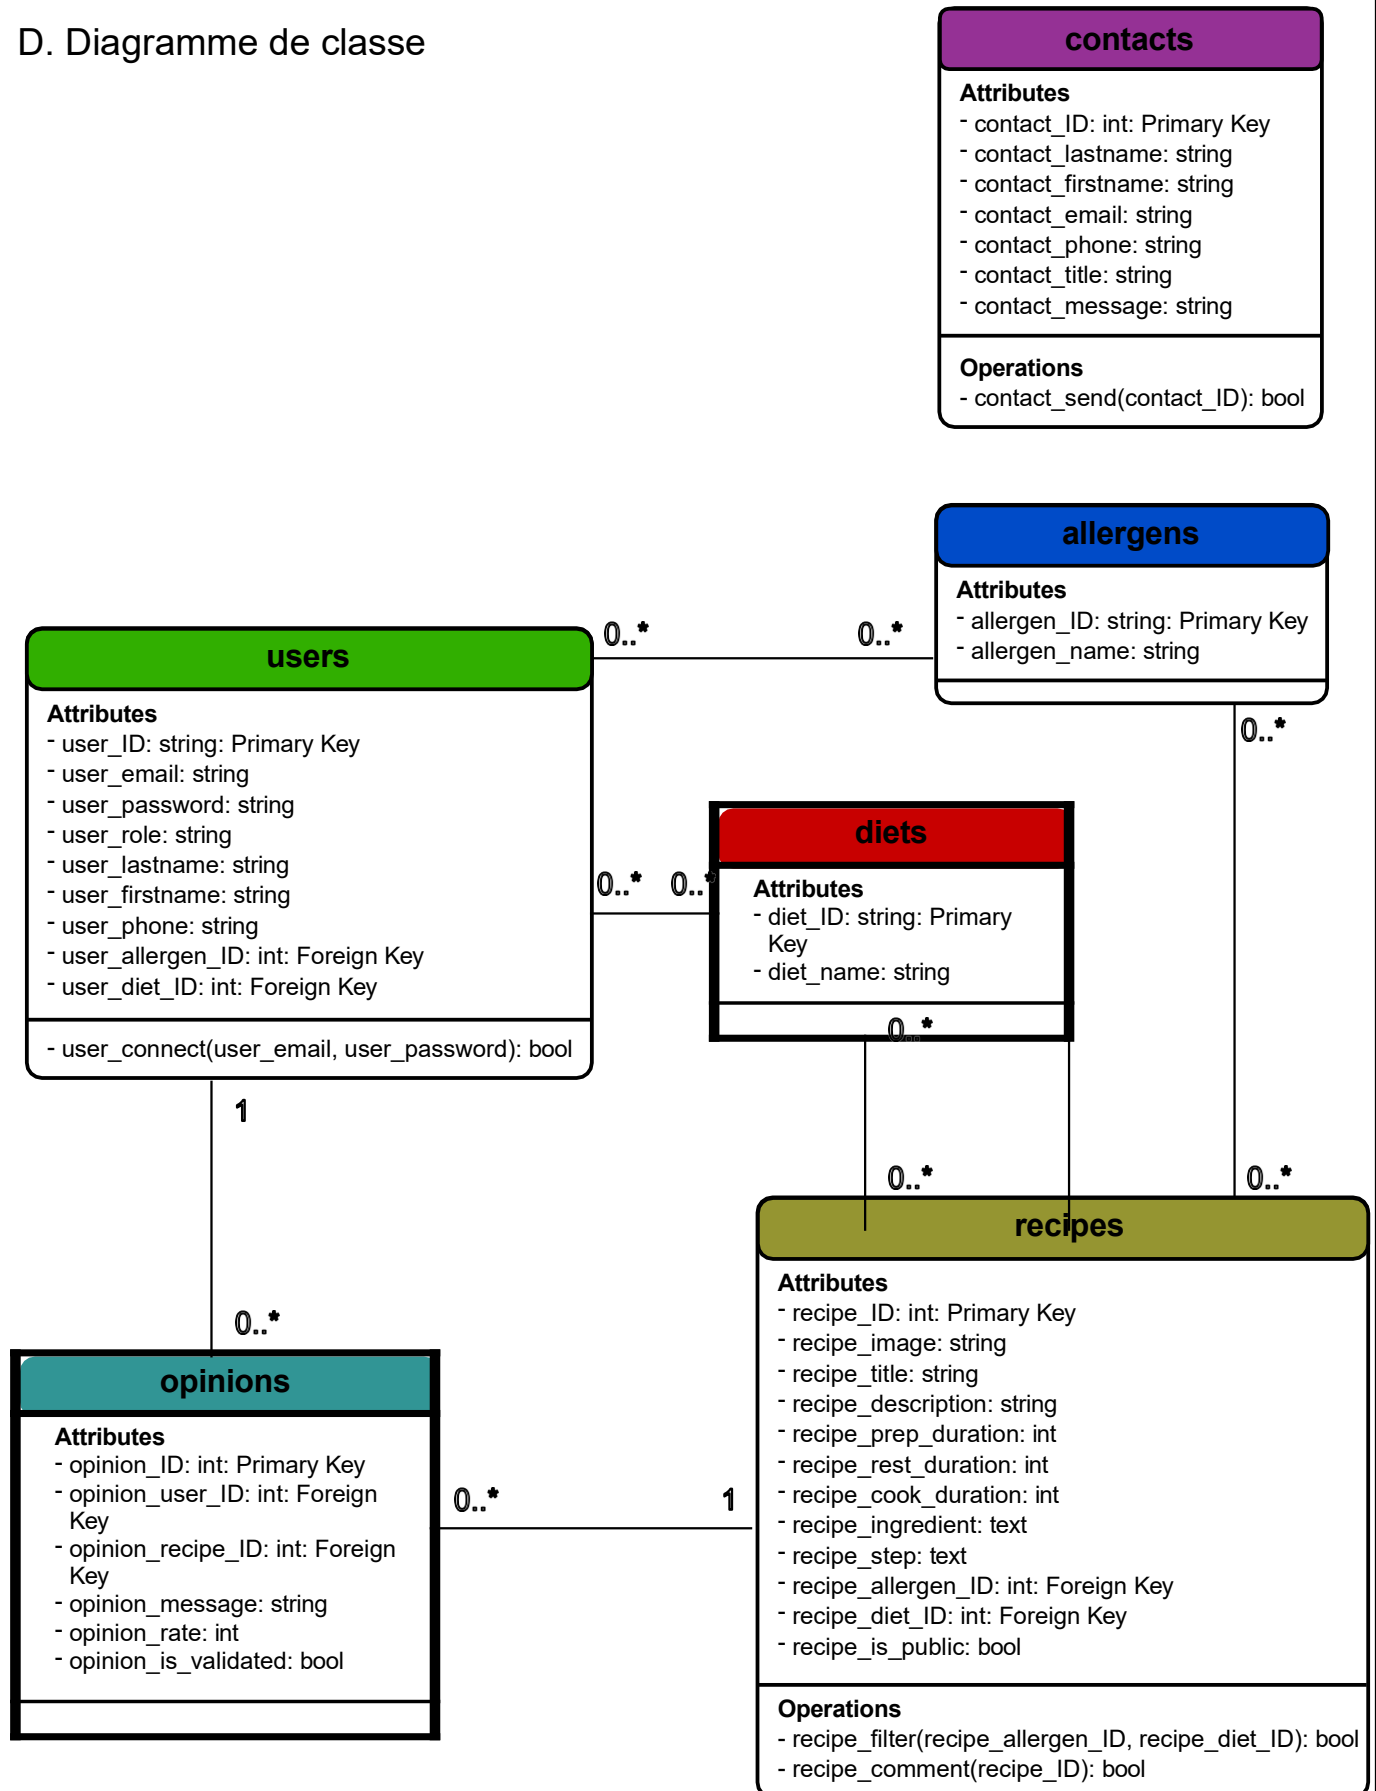 D. Diagramme de classe
contacts
Attributes
- contact_ID: int: Primary Key
- contact_lastname: string
- contact_firstname: string
- contact_email: string
- contact_phone: string
- contact_title: string
- contact_message: string
Operations
- contact_send(contact_ID): bool
allergens
Attributes
- allergen_ID: string: Primary Key
- allergen_name: string
0..*
0..*
0..*
users
Attributes
- user_ID: string: Primary Key
- user_email: string
- user_password: string
- user_role: string
- user_lastname: string
- user_firstname: string
- user_phone: string
- user_allergen_ID: int: Foreign Key
- user_diet_ID: int: Foreign Key
- user_connect(user_email, user_password): bool
0..*
0..*
diets
Attributes
- diet_ID: string: Primary
Key
- diet_name: string
0..*
1
0..*
0..*
0..*
recipes
Attributes
- recipe_ID: int: Primary Key
- recipe_image: string
- recipe_title: string
- recipe_description: string
- recipe_prep_duration: int
- recipe_rest_duration: int
- recipe_cook_duration: int
- recipe_ingredient: text
- recipe_step: text
- recipe_allergen_ID: int: Foreign Key
- recipe_diet_ID: int: Foreign Key
- recipe_is_public: bool
Operations
- recipe_filter(recipe_allergen_ID, recipe_diet_ID): bool
- recipe_comment(recipe_ID): bool
opinions
Attributes
- opinion_ID: int: Primary Key
- opinion_user_ID: int: Foreign
Key
- opinion_recipe_ID: int: Foreign
Key
- opinion_message: string
- opinion_rate: int
- opinion_is_validated: bool
0..*
1